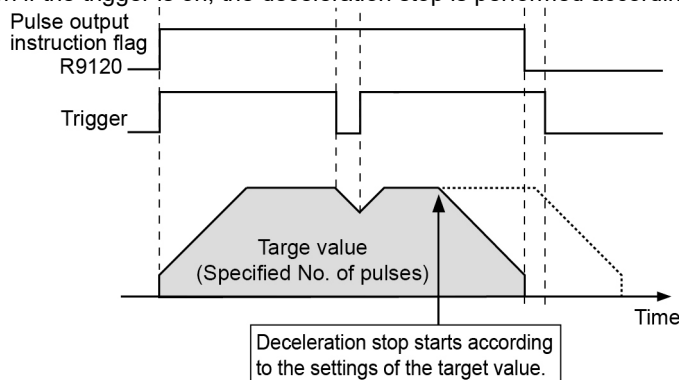 if the trigger is on, the deceleration stop is performed accordin
Pulse output
instruction flag
R9120
Trigger
Targe value
(Specified No. of pulses)
Time
Deceleration stop starts according
to the settings of the target value.